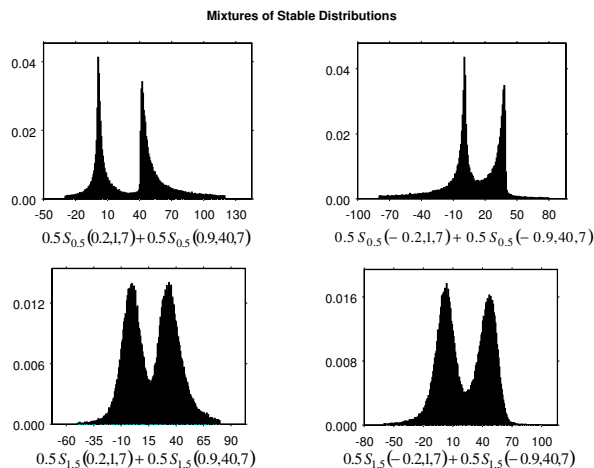 Mixtures of Stable Distributions
0.04
0.02
0.00
-50 -20 10 40 70 100 130
0.5 S0.5(0.2,1,7)+0.5 S0.5(0.9,40,7)
0.04
0.02
0.00
-100 -60 -20 20 50 80
0.5 S0.5(− 0.2,1,7)+0.5 S0.5(− 0.9,40,7)
0.012
0.006
0.000
-60 -35 -10 15 40 65 90
0.5 S1.5(0.2,1,7)+0.5 S1.5(0.9,40,7)
0.016
0.008
0.000
-80 -50 -20 10 40 70 100
0.5 S1.5(− 0.2,1,7)+0.5 S1.5(− 0.9,40,7)